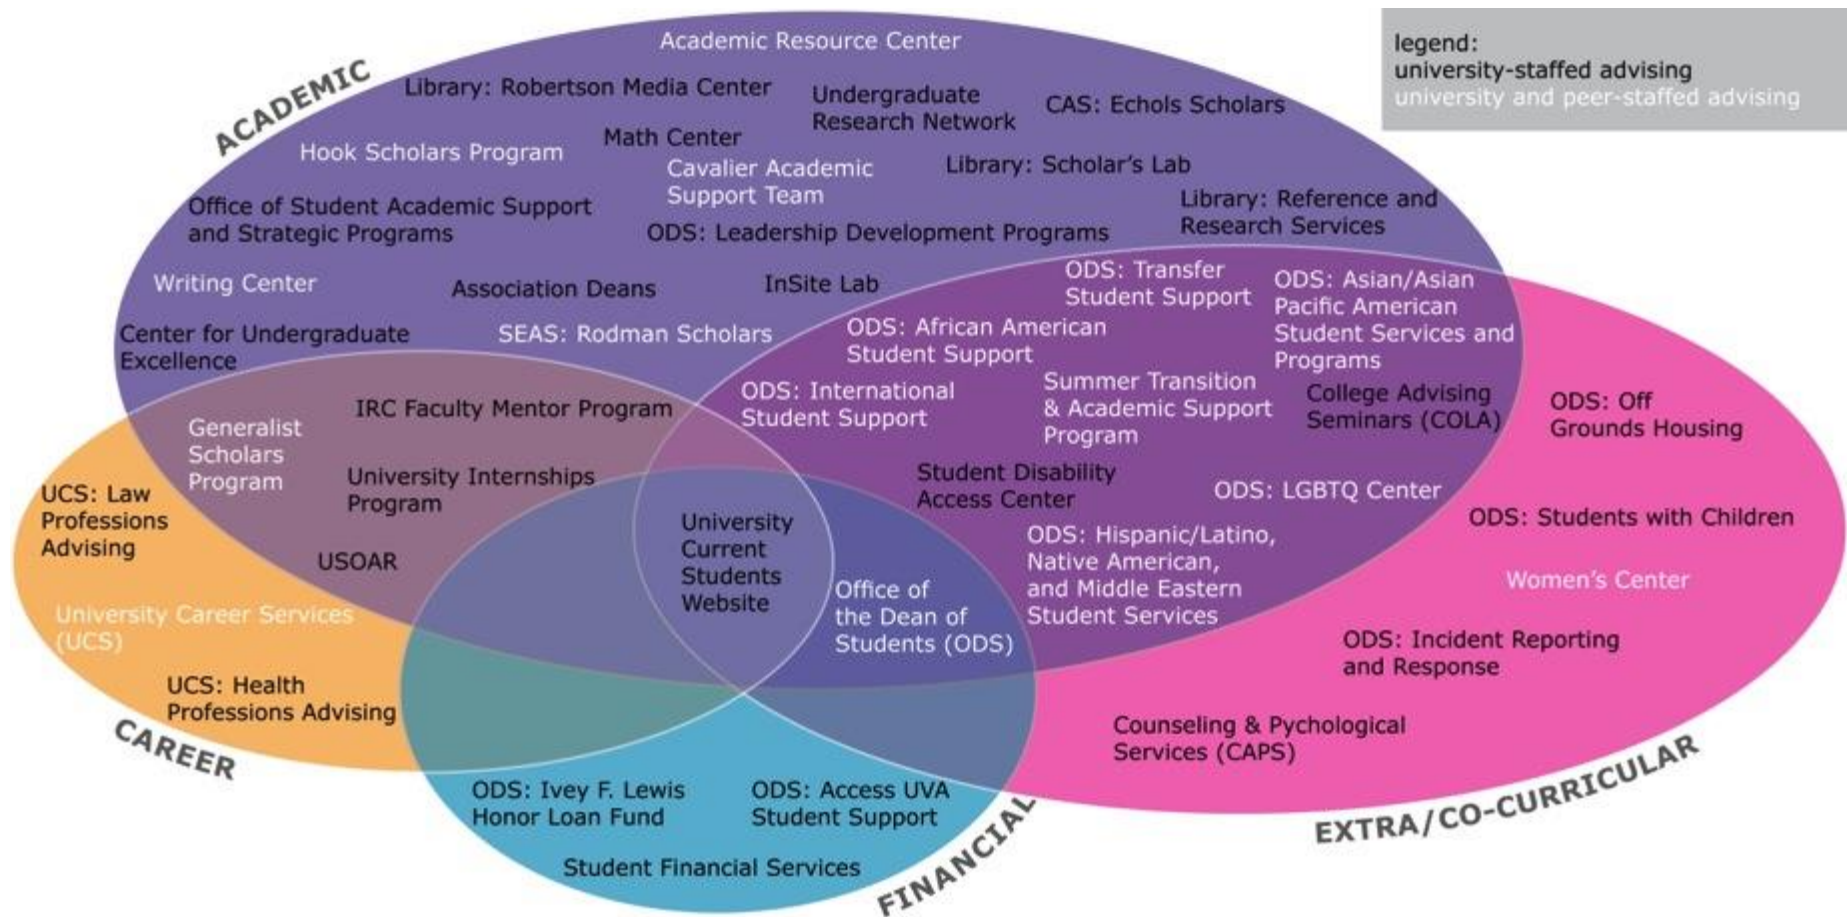 legend:
university-staffed advising
university and peer-staffed advising
ACADEMIC
Academic Resource Center
Library: Robertson Media Center
Undergraduate
Research Network
CAS: Echols Scholars
Math Center
Hook Scholars Program
Cavalier Academic
Support Team
Library: Scholar's Lab
Office of Student Academic Support
and Strategic Programs
ODS: Leadership Development Programs
Library: Reference and
Research Services
Writing Center
Association Deans
InSite Lab
Center for Undergraduate
Excellence
SEAS: Rodman Scholars
ODS: Transfer
Student Support
ODS: Asian/Asian
Pacific American
Student Services and
Programs
ODS: African American
Student Support
ODS: International
Student Support
Summer Transition
& Academic Support
Program
College Advising
Seminars (COLA)
Student Disability
Access Center
ODS: LGBTQ Center
ODS: Hispanic/Latino,
Native American,
and Middle Eastern
Student Services
ODS: Off
Grounds Housing
ODS: Students with Children
Women's Center
ODS: Incident Reporting
and Response
Counseling & Pychological
Services (CAPS)
EXTRA/CO-CURRICULAR
IRC Faculty Mentor Program
Generalist
Scholars
Program
University Internships
Program
USOAR
UCS: Law
Professions
Advising
University Career Services
(UCS)
UCS: Health
Professions Advising
CAREER
University
Current
Students
Website
Office of
the Dean of
Students (ODS)
ODS: Ivey F. Lewis
Honor Loan Fund
ODS: Access UVA
Student Support
Student Financial Services
FINANCIAL